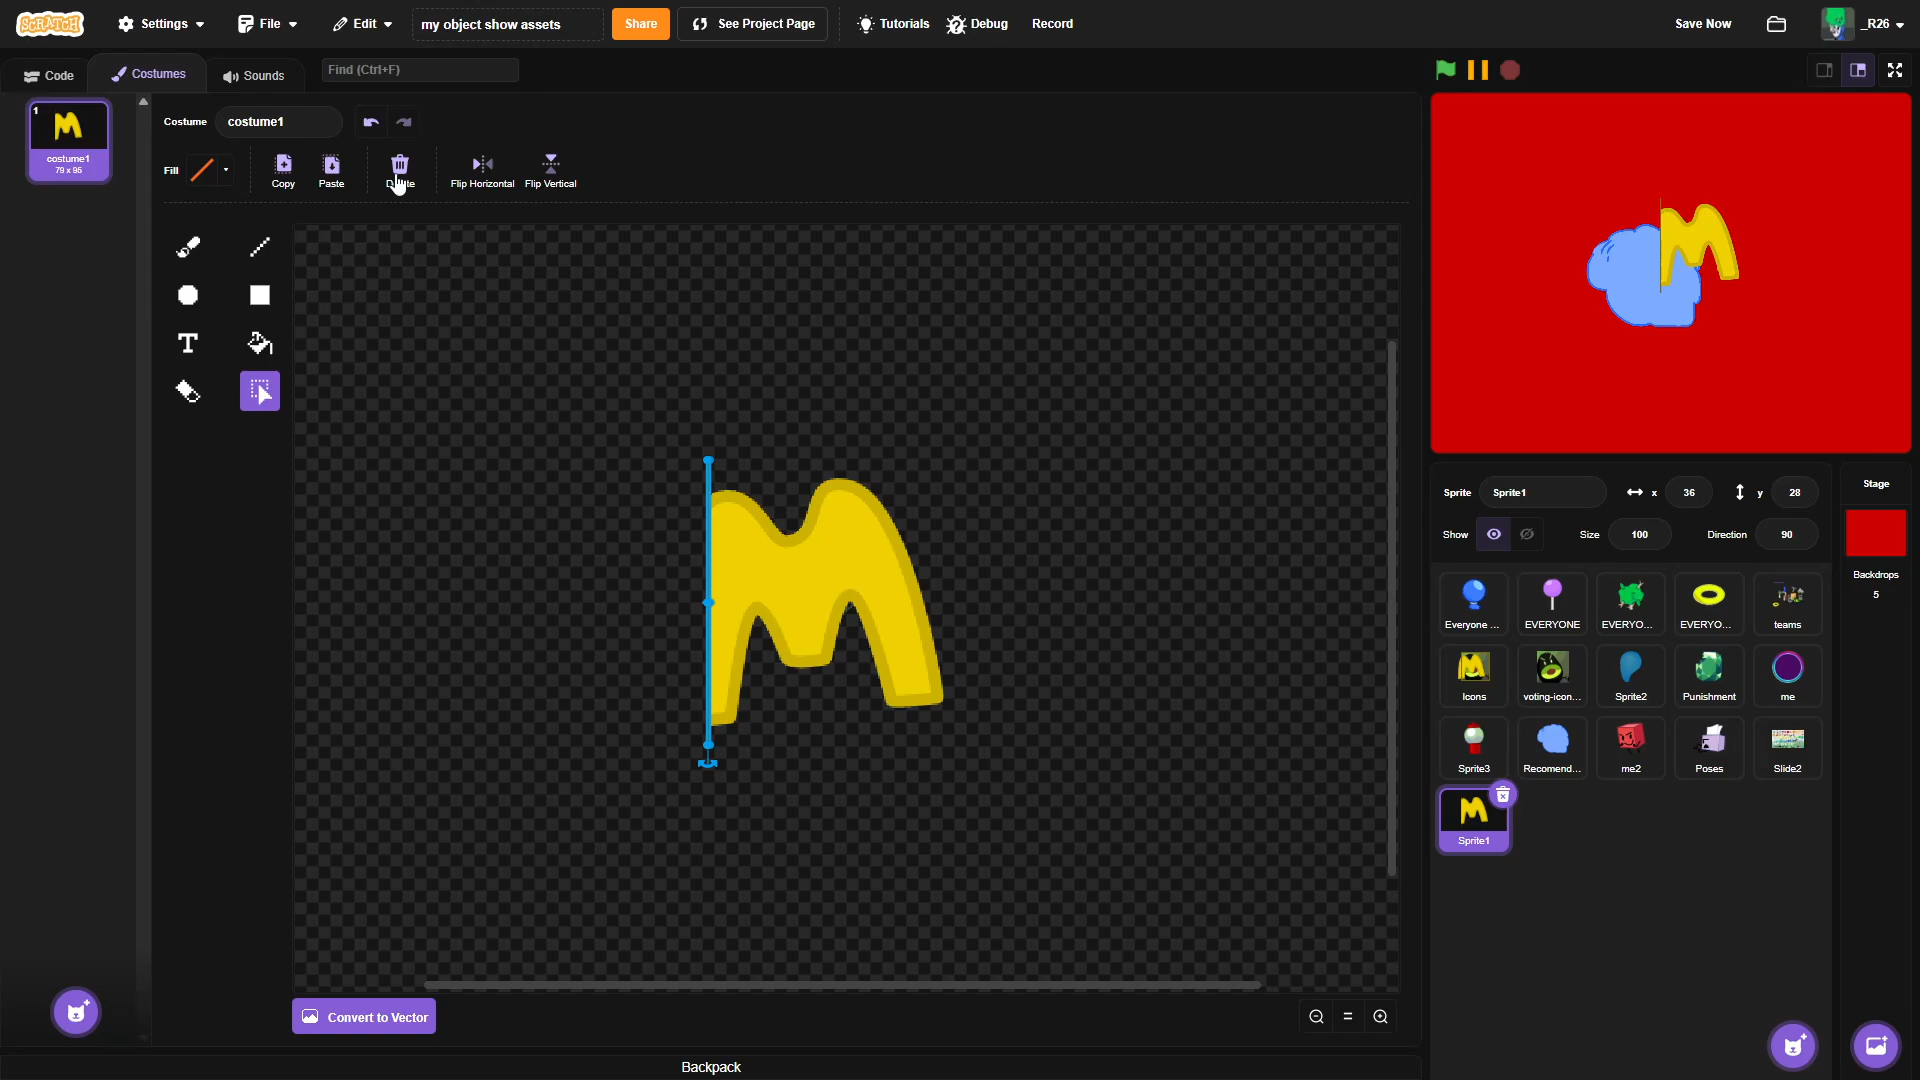 SCRATCH Settings File Edit my object show assets Share See Project Page Tutorials Debug Record Save Now _R26
Code Costumes Sounds Find (Ctrl+F)
1
M
costume1
79 x 95
Costume costume1
Fill Copy Paste Flip Horizontal Flip Vertical
T
M
M
Convert to Vector
Backpack
Sprite Sprite1 x 36 y 28
Show Size 100 Direction 90
Everyone ... EVERYONE EVERYO... EVERYO... teams
Icons voting-icon... Sprite2 Punishment me
Sprite3 Recomend... me2 Poses Slide2
M
Sprite1
Stage
Backdrops
5